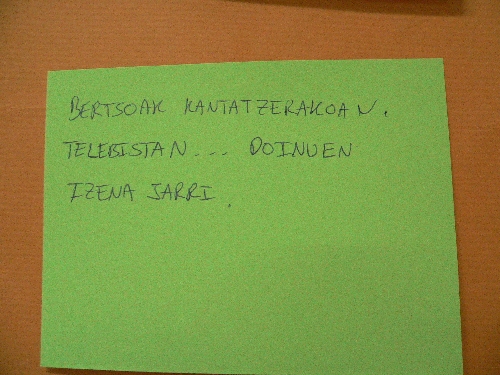 BERTSOAK KANTATZERAKOAN.
TELEBISTAN... DOINUEN
IZENA JARRI.